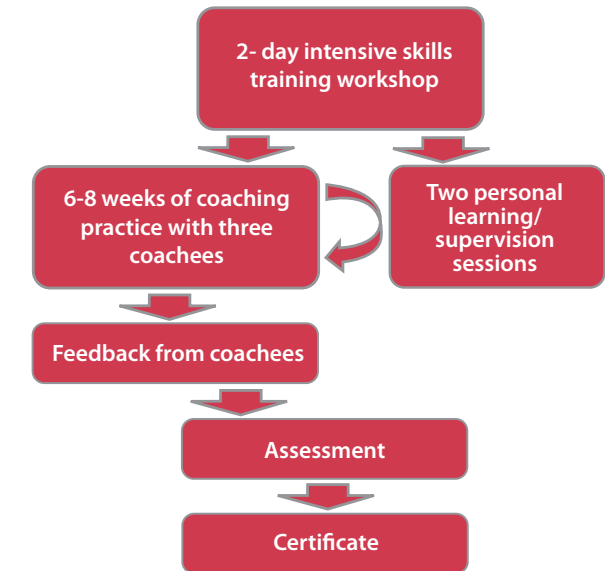 2- day intensive skills
training workshop
6-8 weeks of coaching
practice with three
coachees
Two personal
learning/
supervision
sessions
Feedback from coachees
Assessment
Certificate